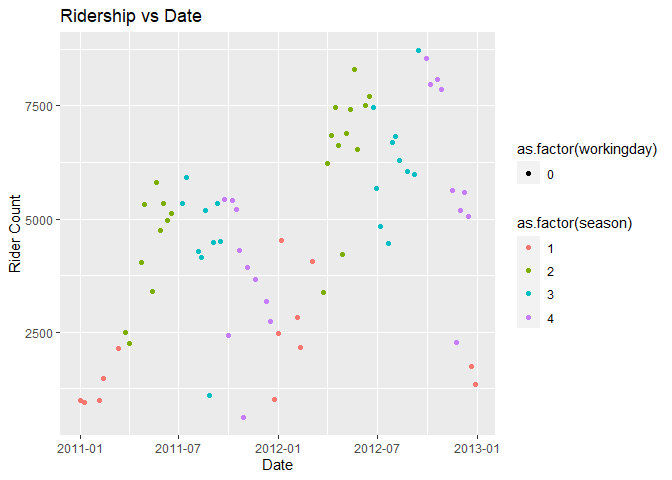 Ridership vs Date
Rider Count
7500
5000
2500
2011-01
2011-07
2012-01
2012-07
2013-01
Date
as.factor(workingday)
0
as.factor(season)
1
2
3
4